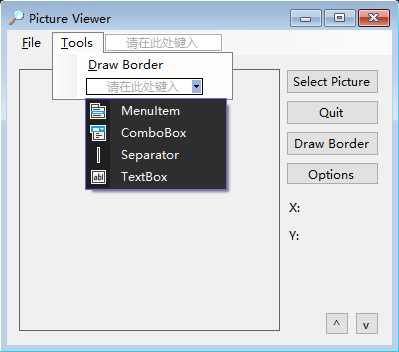 Picture Viewer
File Tools 请在此处键入
Draw Border
请在此处键入
MenuItem
ComboBox
Separator
abl TextBox
Select Picture
Quit
Draw Border
Options
X:
Y:
^ v